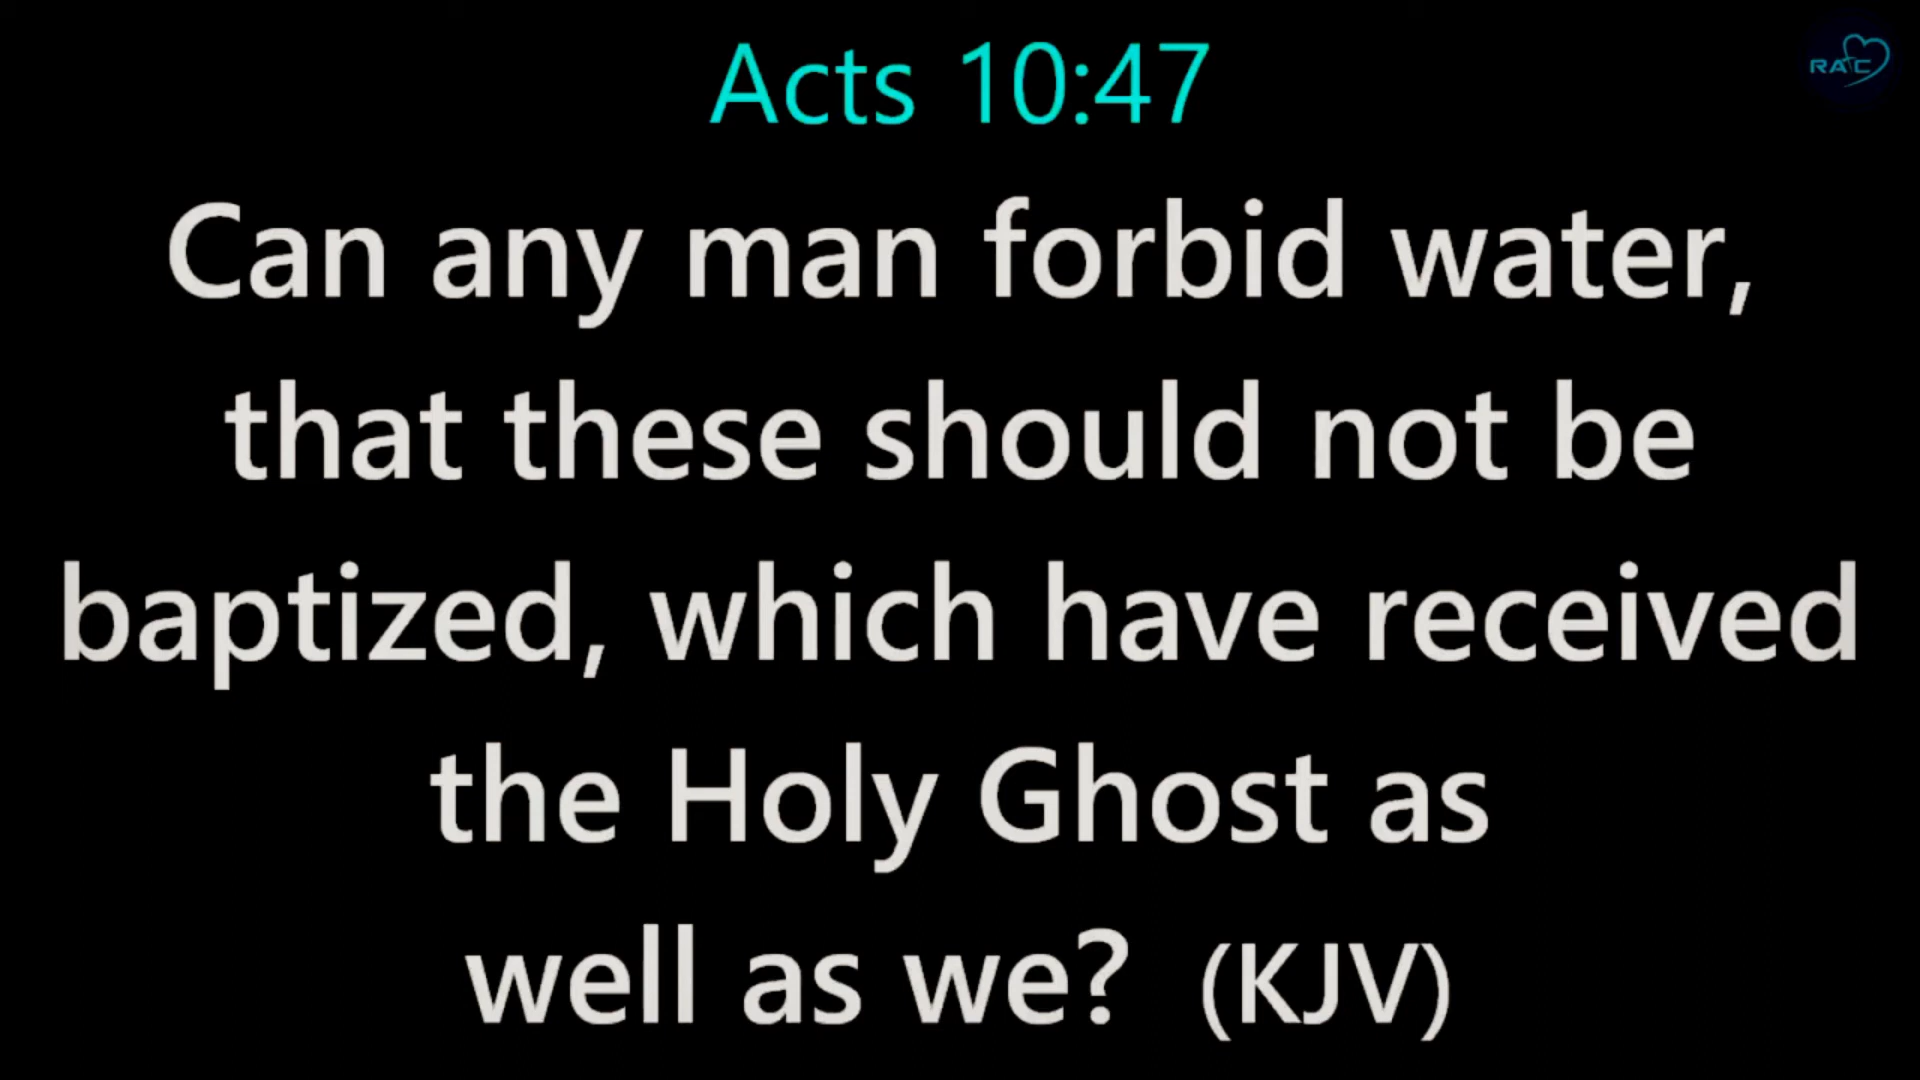 Acts 10:47
RAC
Can any man forbid water,
that these should not be
baptized, which have received
the Holy Ghost as
well as we? (KJV)